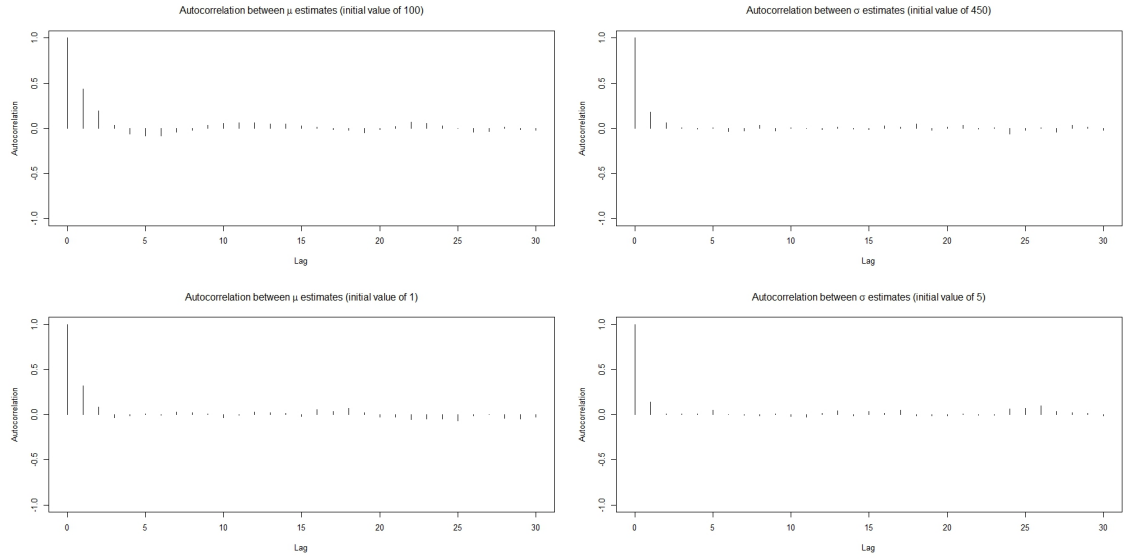 Autocorrelation between μ estimates (initial value of 100)
1.0
0.5
0.0
-0.5
-1.0
Autocorrelation
0 5 10 15 20 25 30
Lag
Autocorrelation between σ estimates (initial value of 450)
1.0
0.5
0.0
-0.5
-1.0
Autocorrelation
0 5 10 15 20 25 30
Lag
Autocorrelation between μ estimates (initial value of 1)
1.0
0.5
0.0
-0.5
-1.0
Autocorrelation
0 5 10 15 20 25 30
Lag
Autocorrelation between σ estimates (initial value of 5)
1.0
0.5
0.0
-0.5
-1.0
Autocorrelation
0 5 10 15 20 25 30
Lag